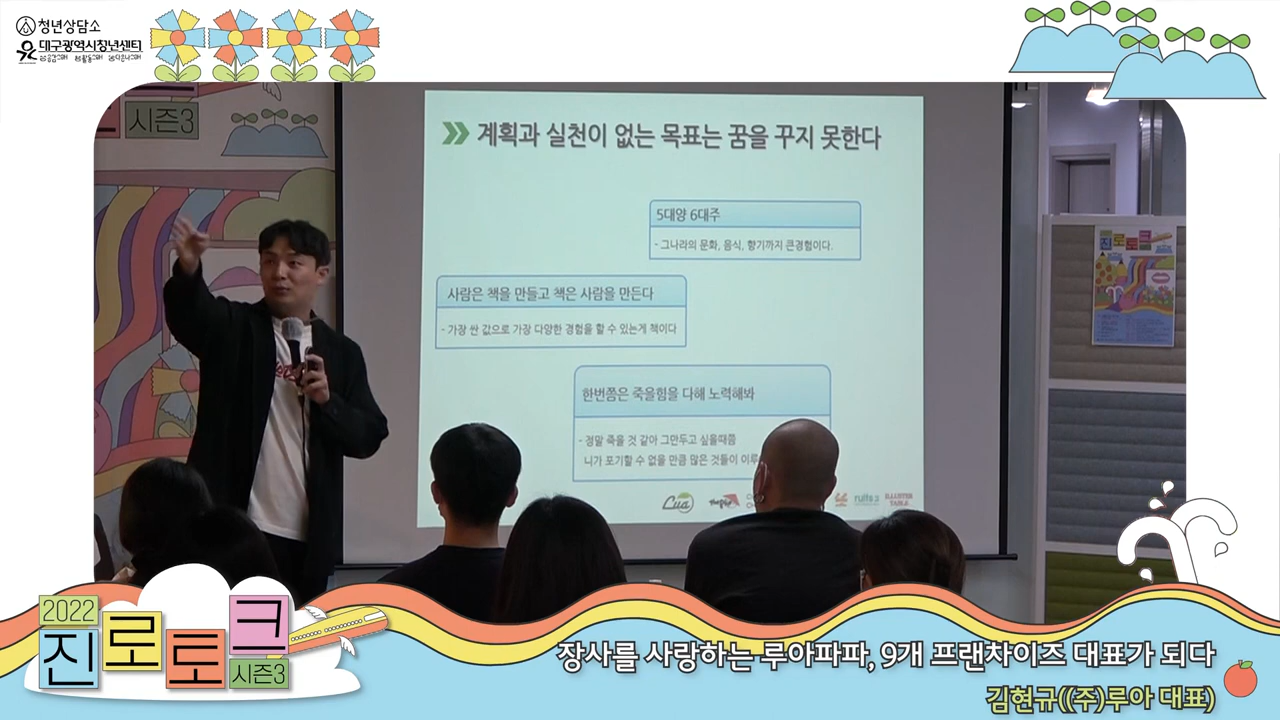 청년상담소
대구광역시청년센터
시즌3
계획과 실천이 없는 목표는 꿈을 꾸지 못한다
5대양 6대주
- 그나라의 문화, 음식, 향기까지 큰경험이다.
사람은 책을 만들고 책은 사람을 만든다
- 가장 싼 값으로 가장 다양한 경험을 할 수 있는게 책이다
한번쯤은 죽을힘을 다해 노력해봐
- 정말 죽을 것 같아 그만두고 싶을때쯤
니가 포기할 수 없을 만큼 많은 것들이 이루
Lua
ILLUSTER TABLE
진로토크
2022
진로토크
시즌3
장사를 사랑하는 루아파파, 9개 프랜차이즈 대표가 되다
김현규((주)루아 대표)